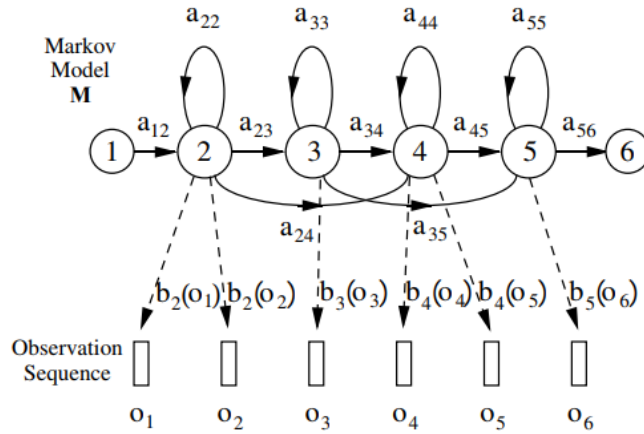 a₂₂ a₃₃ a₄₄ a₅₅
Markov
Model
M
a₁₂ a₂₃ a₃₄ a₄₅ a₅₆
1 2 3 4 5 6
a₂₄ a₃₅
b₂(o₁) b₂(o₂) b₃(o₃) b₄(o₄) b₄(o₅) b₅(o₆)
Observation
Sequence
o₁ o₂ o₃ o₄ o₅ o₆